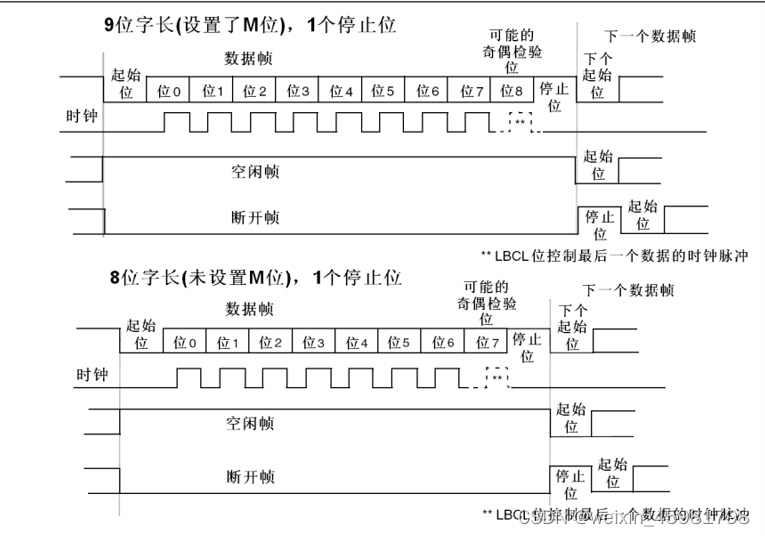 9位字长(设置了M位)，1个停止位
数据帧
可能的
奇偶检验
位
下一个数据帧
起始
位
位0
位1
位2
位3
位4
位5
位6
位7
位8
停止
位
下个
起始
位
时钟
**
空闲帧
起始
位
断开帧
停止
位
起始
位
** LBCL位控制最后一个数据的时钟脉冲
8位字长(未设置M位)，1个停止位
数据帧
可能的
奇偶检验
位
下一个数据帧
起始
位
位0
位1
位2
位3
位4
位5
位6
位7
停止
位
下个
起始
位
时钟
**
空闲帧
起始
位
断开帧
停止
位
起始
位
** LBCL位控制最后一个数据的时钟脉冲